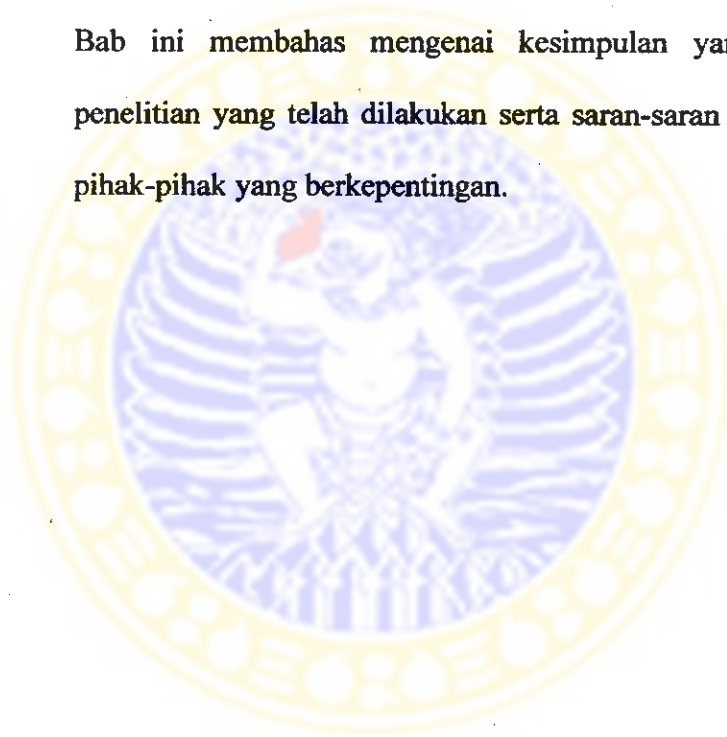 Bab ini membahas mengenai kesimpulan
penelitian yang telah dilakukan serta saran-saran
pihak-pihak yang berkepentingan.